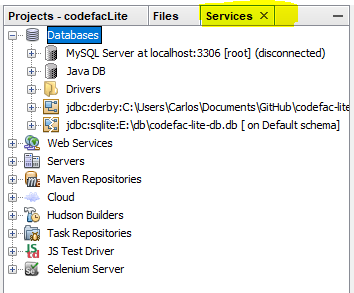 Projects - codefacLite Files Services
Databases
MySQL Server at localhost:3306 [root] (disconnected)
Java DB
Drivers
jdbc:derby:C:\Users\Carlos\Documents\GitHub\codefac-lite
jdbc:sqlite:E:\db\codefac-lite-db.db [ on Default schema]
Web Services
Servers
Maven Repositories
Cloud
Hudson Builders
Task Repositories
JS Test Driver
Selenium Server